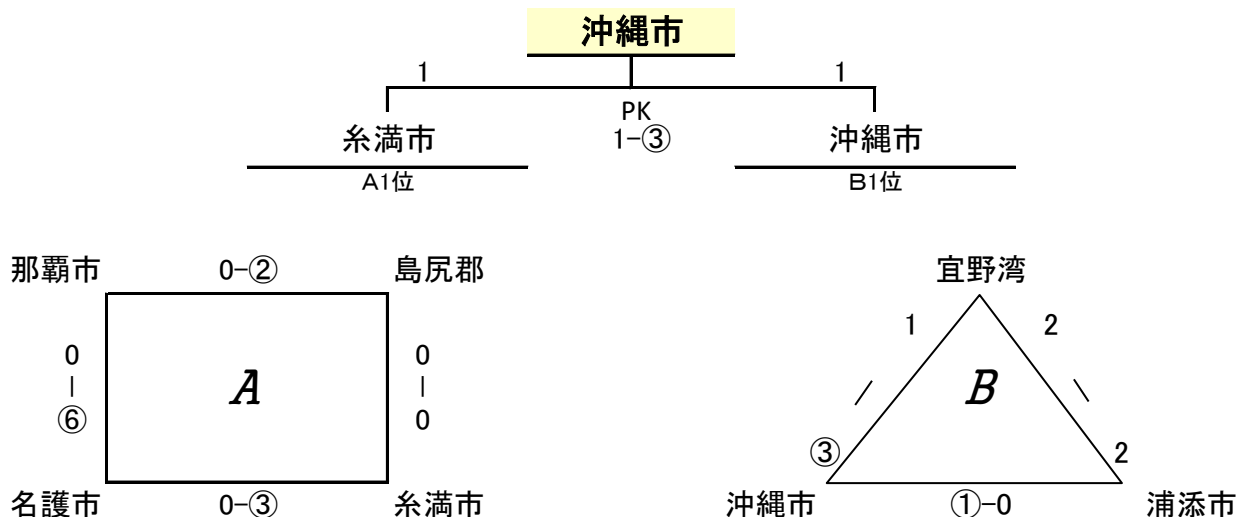 沖縄市
1 1
PK
1-③
糸満市 沖縄市
A1位 B1位
那覇市 0-② 島尻郡
0
|
⑥
A
0
|
0
名護市 0-③ 糸満市
宜野湾
1 2
B
③ 2
沖縄市 ①-0 浦添市